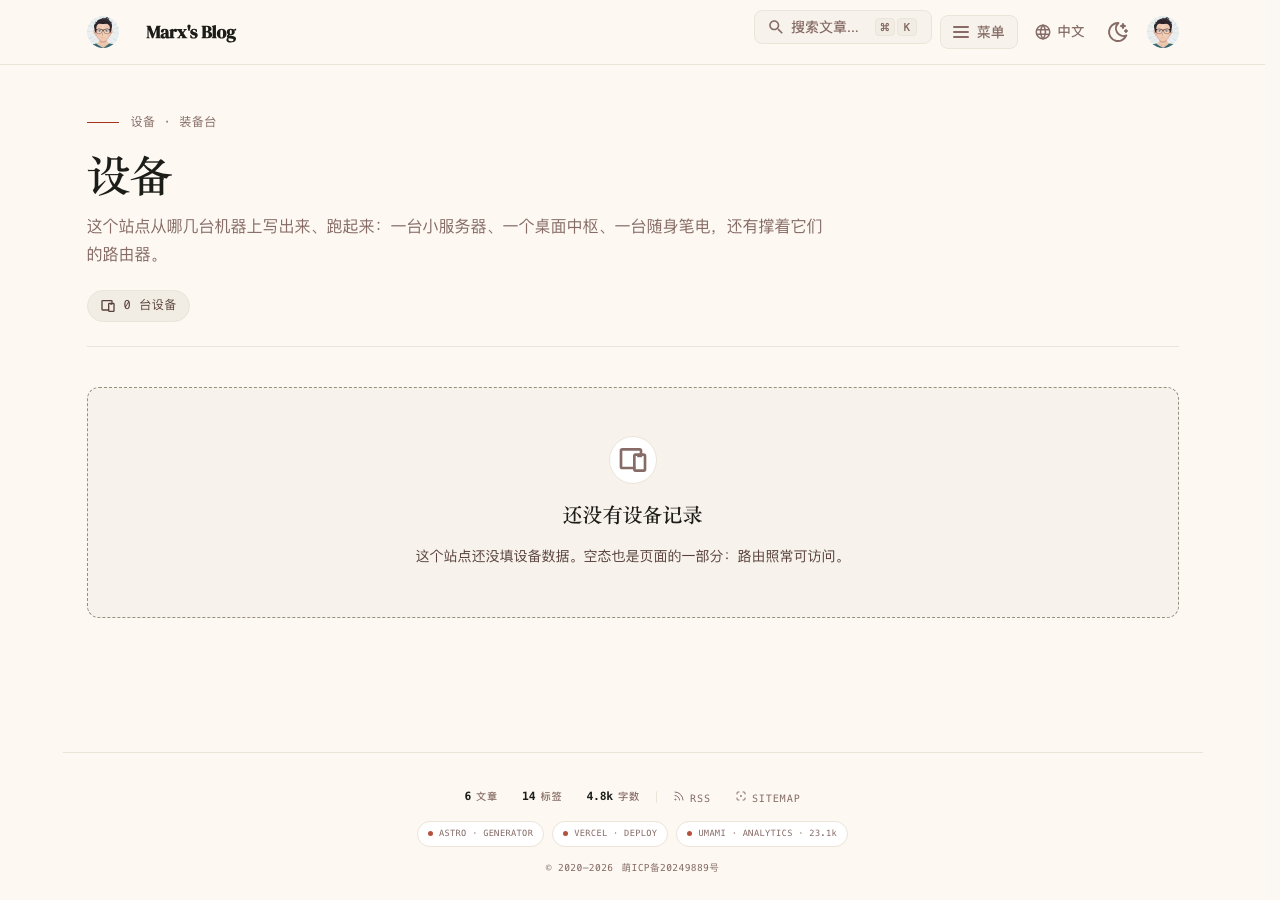 Marx's Blog
搜索文章... ⌘ K
菜单
中文
设备 · 装备台
设备
这个站点从哪几台机器上写出来、跑起来：一台小服务器、一个桌面中枢、一台随身笔电，还有撑着它们
的路由器。
0 台设备
还没有设备记录
这个站点还没填设备数据。空态也是页面的一部分：路由照常可访问。
6 文章 14 标签 4.8k 字数 RSS SITEMAP
ASTRO · GENERATOR VERCEL · DEPLOY UMAMI · ANALYTICS · 23.1k
© 2020—2026 萌ICP备20249889号